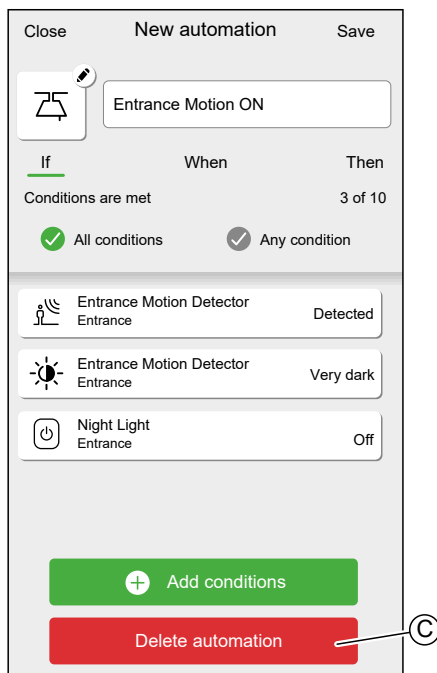 Close New automation Save
Entrance Motion ON
If When Then
Conditions are met 3 of 10
All conditions Any condition
Entrance Motion Detector
Entrance
Detected
Entrance Motion Detector
Entrance
Very dark
Night Light
Entrance
Off
Add conditions
Delete automation
C